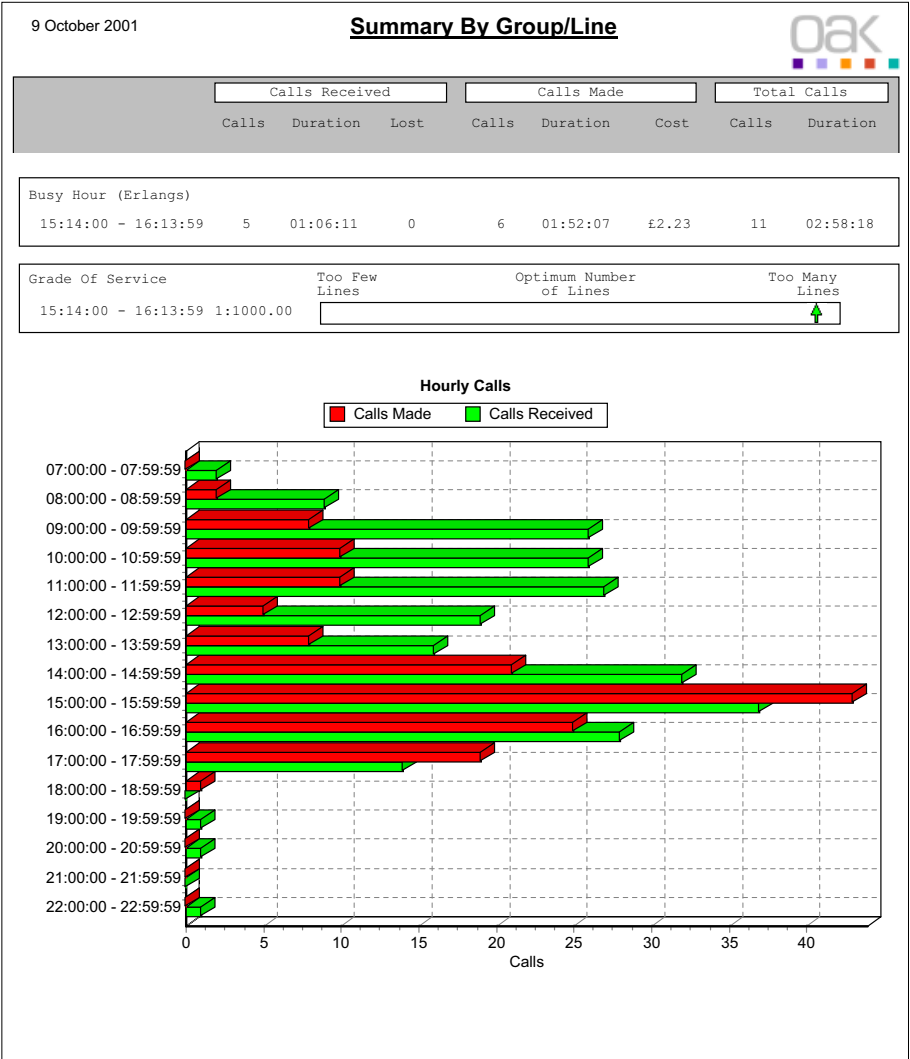 9 October 2001
Summary By Group/Line
oak
Calls Received Calls Made Total Calls
Calls Duration Lost Calls Duration Cost Calls Duration
Busy Hour (Erlangs)
15:14:00 - 16:13:59 5 01:06:11 0 6 01:52:07 £2.23 11 02:58:18
Grade Of Service Too Few Optimum Number Too Many
Lines of Lines Lines
15:14:00 - 16:13:59 1:1000.00
Hourly Calls
Calls Made Calls Received
07:00:00 - 07:59:59
08:00:00 - 08:59:59
09:00:00 - 09:59:59
10:00:00 - 10:59:59
11:00:00 - 11:59:59
12:00:00 - 12:59:59
13:00:00 - 13:59:59
14:00:00 - 14:59:59
15:00:00 - 15:59:59
16:00:00 - 16:59:59
17:00:00 - 17:59:59
18:00:00 - 18:59:59
19:00:00 - 19:59:59
20:00:00 - 20:59:59
21:00:00 - 21:59:59
22:00:00 - 22:59:59
0 5 10 15 20 25 30 35 40
Calls